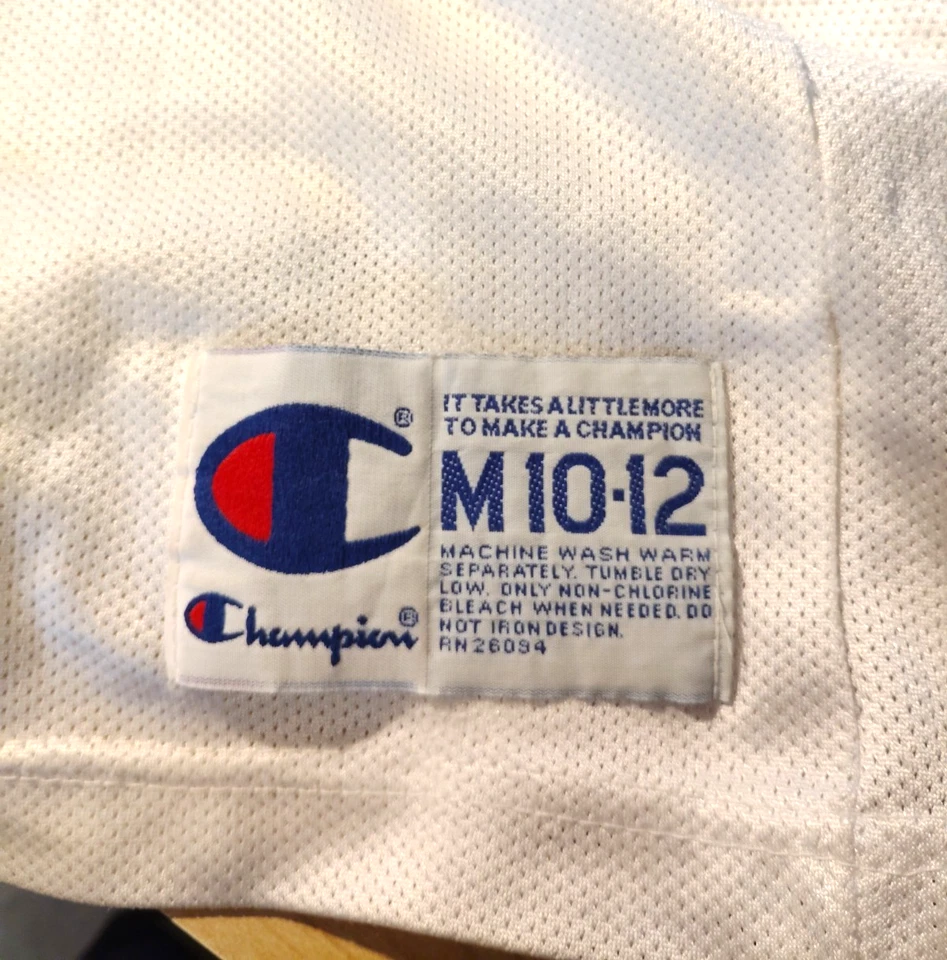 ®
Champion®
IT TAKES A LITTLE MORE
TO MAKE A CHAMPION
M 10-12
MACHINE WASH WARM
SEPARATELY. TUMBLE DRY
LOW. ONLY NON-CHLORINE
BLEACH WHEN NEEDED. DO
NOT IRON DESIGN.
RN 26094